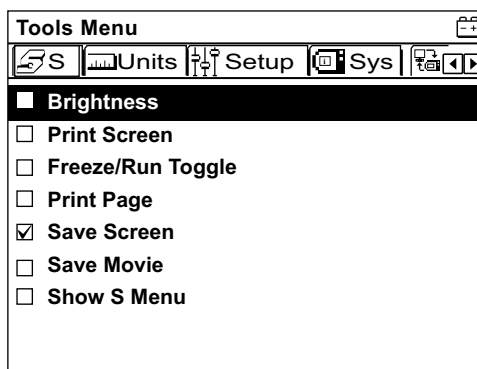 Tools Menu
S Units Setup Sys
Brightness
Print Screen
Freeze/Run Toggle
Print Page
Save Screen
Save Movie
Show S Menu